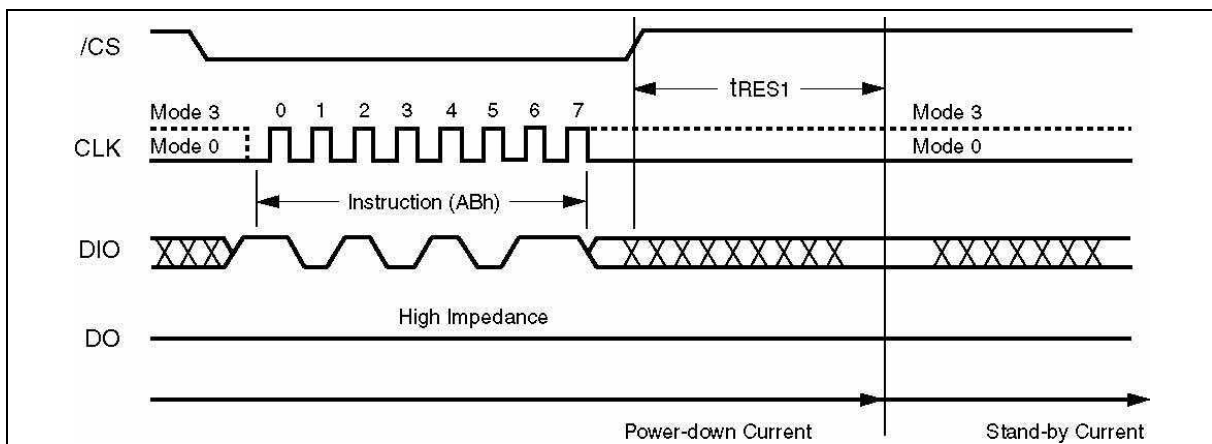 /CS
tRES1
Mode 3 0 1 2 3 4 5 6 7 Mode 3
CLK Mode 0 Mode 0
Instruction (ABh)
DIO
High Impedance
DO
Power-down Current Stand-by Current